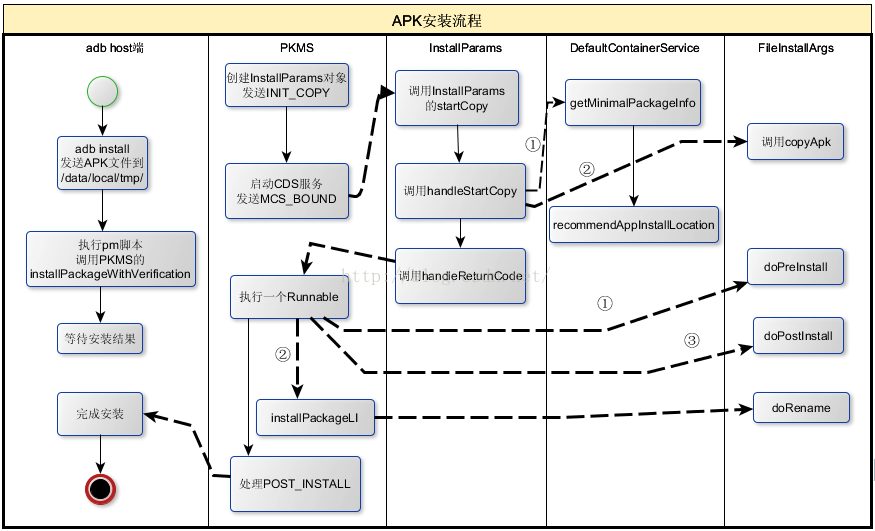 APK安装流程
adb host端
PKMS
InstallParams
DefaultContainerService
FileInstallArgs
adb install
发送APK文件到
/data/local/tmp/
执行pm脚本
调用PKMS的
installPackageWithVerification
等待安装结果
完成安装
创建InstallParams对象
发送INIT_COPY
启动CDS服务
发送MCS_BOUND
执行一个Runnable
②
installPackageLI
处理POST_INSTALL
调用InstallParams
的startCopy
调用handleStartCopy
调用handleReturnCode
①
②
getMinimalPackageInfo
recommendAppInstallLocation
①
③
调用copyApk
doPreInstall
doPostInstall
doRename